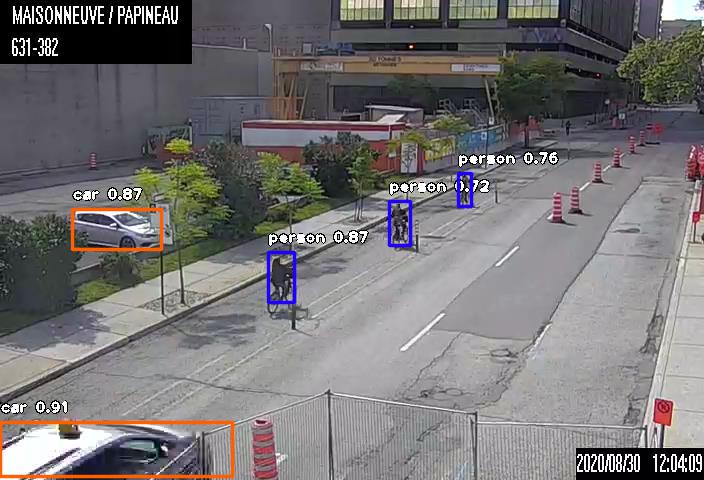 MAISONNEUVE / PAPINEAU
631-382
person 0.76
person 0.72
car 0.87
person 0.87
car 0.91
2020/08/30 12:04:09